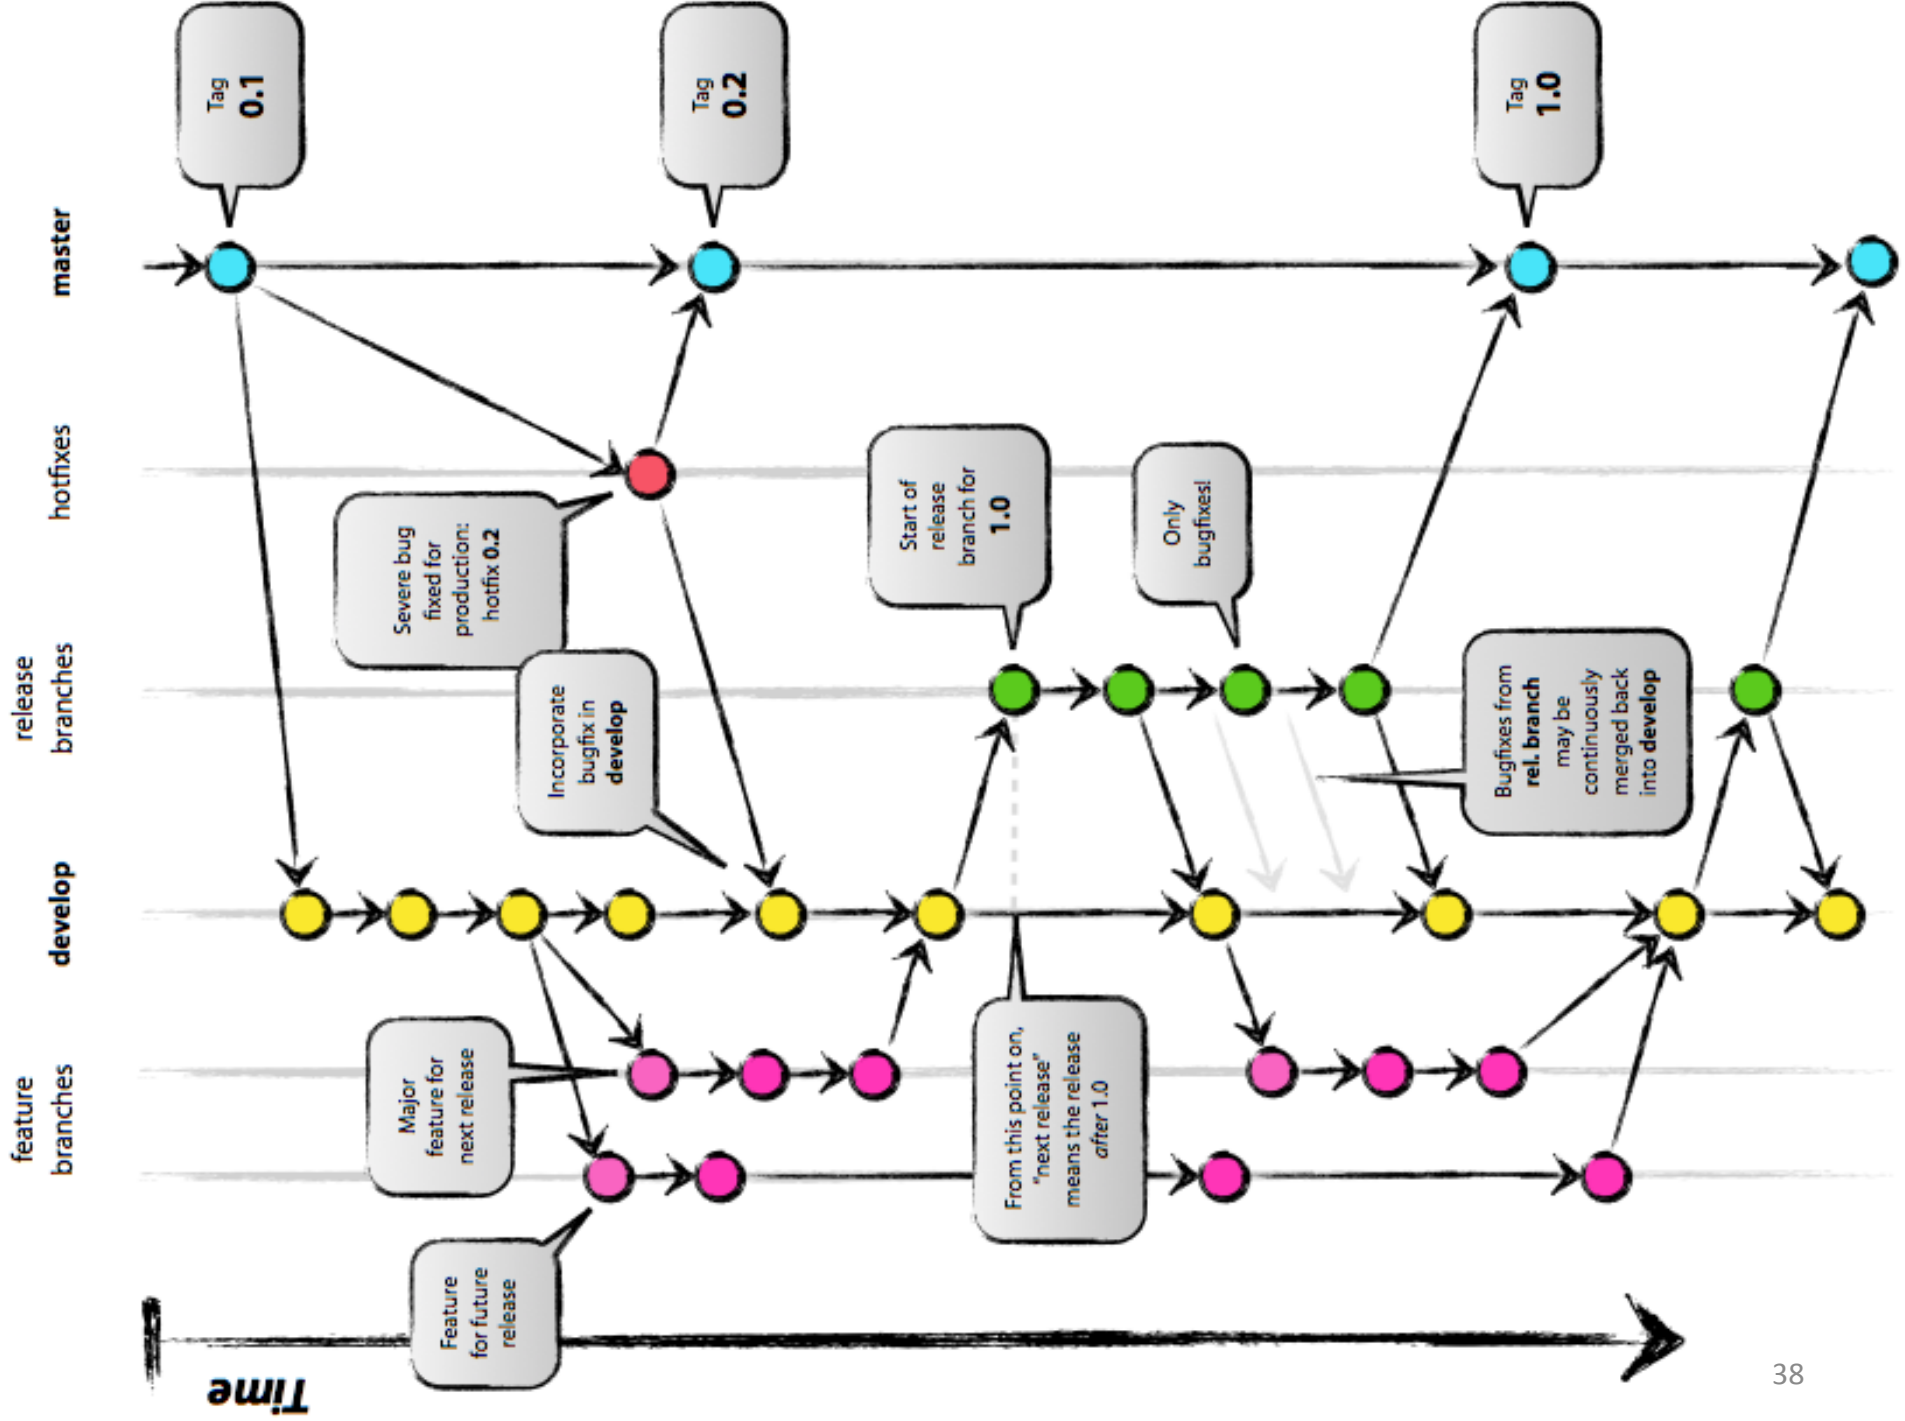 feature
branches
develop
release
branches
hotfixes
master
Time
Tag
0.1
Major
feature for
next release
Feature
for future
release
Severe bug
fixed for
production:
hotfix 0.2
Incorporate
bugfix in
develop
Tag
0.2
Start of
release
branch for
1.0
From this point on,
“next release”
means the release
after 1.0
Only
bugfixes!
Bugfixes from
rel. branch
may be
continuously
merged back
into develop
Tag
1.0
38